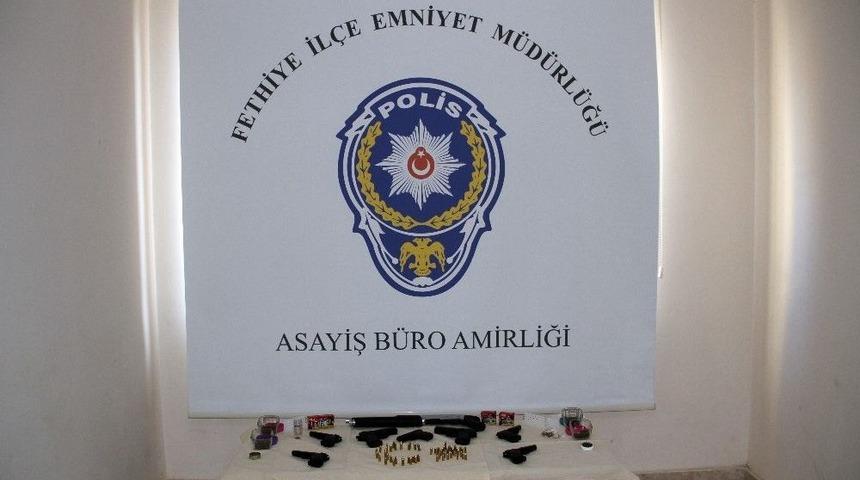 FETHİYE İLÇE EMNİYET MÜDÜRLÜĞÜ
POLİS
ASAYİŞ BÜRO AMİRLİĞİ